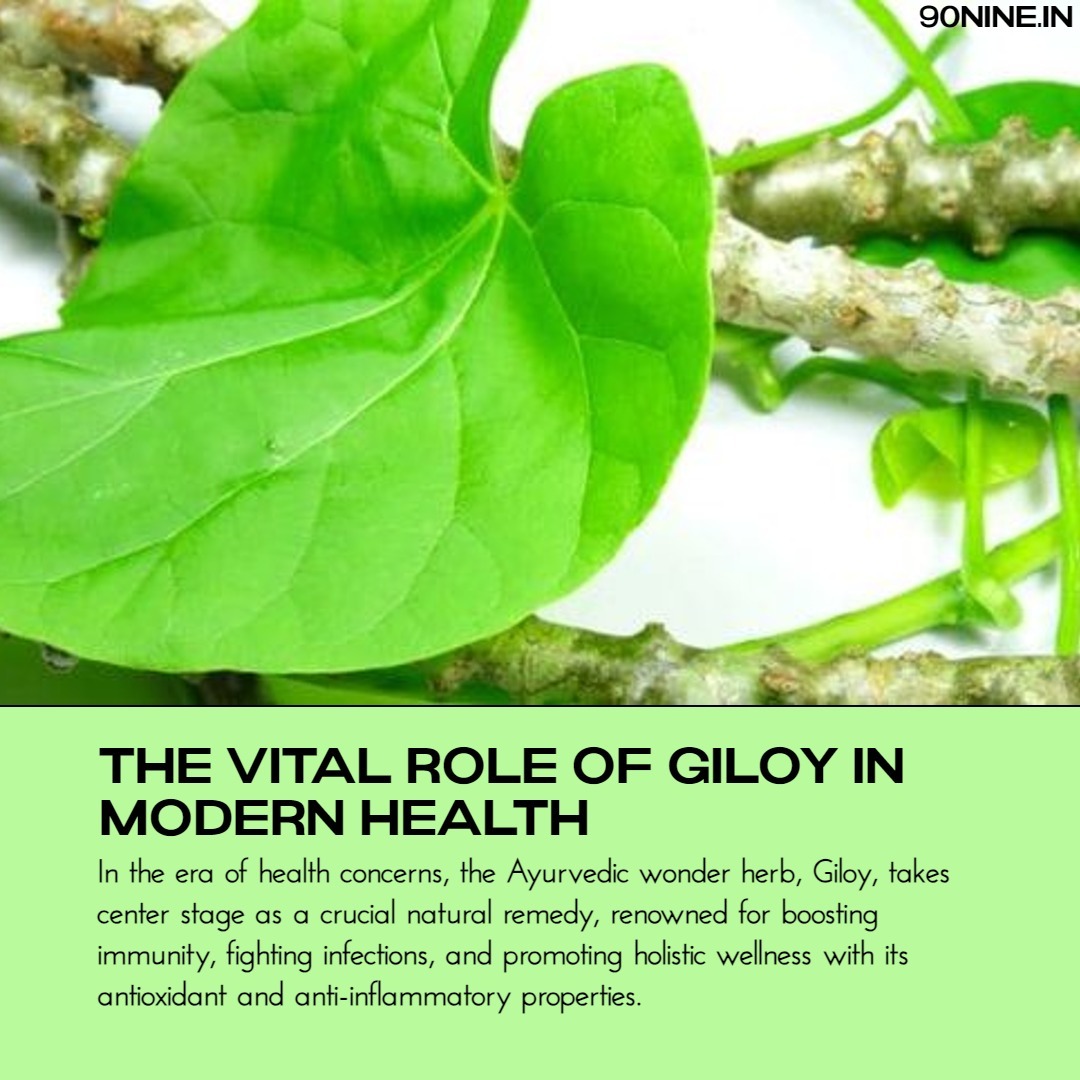 90NINE.IN
THE VITAL ROLE OF GILOY IN
MODERN HEALTH
In the era of health concerns, the Ayurvedic wonder herb, Giloy, takes
center stage as a crucial natural remedy, renowned for boosting
immunity, fighting infections, and promoting holistic wellness with its
antioxidant and anti-inflammatory properties.